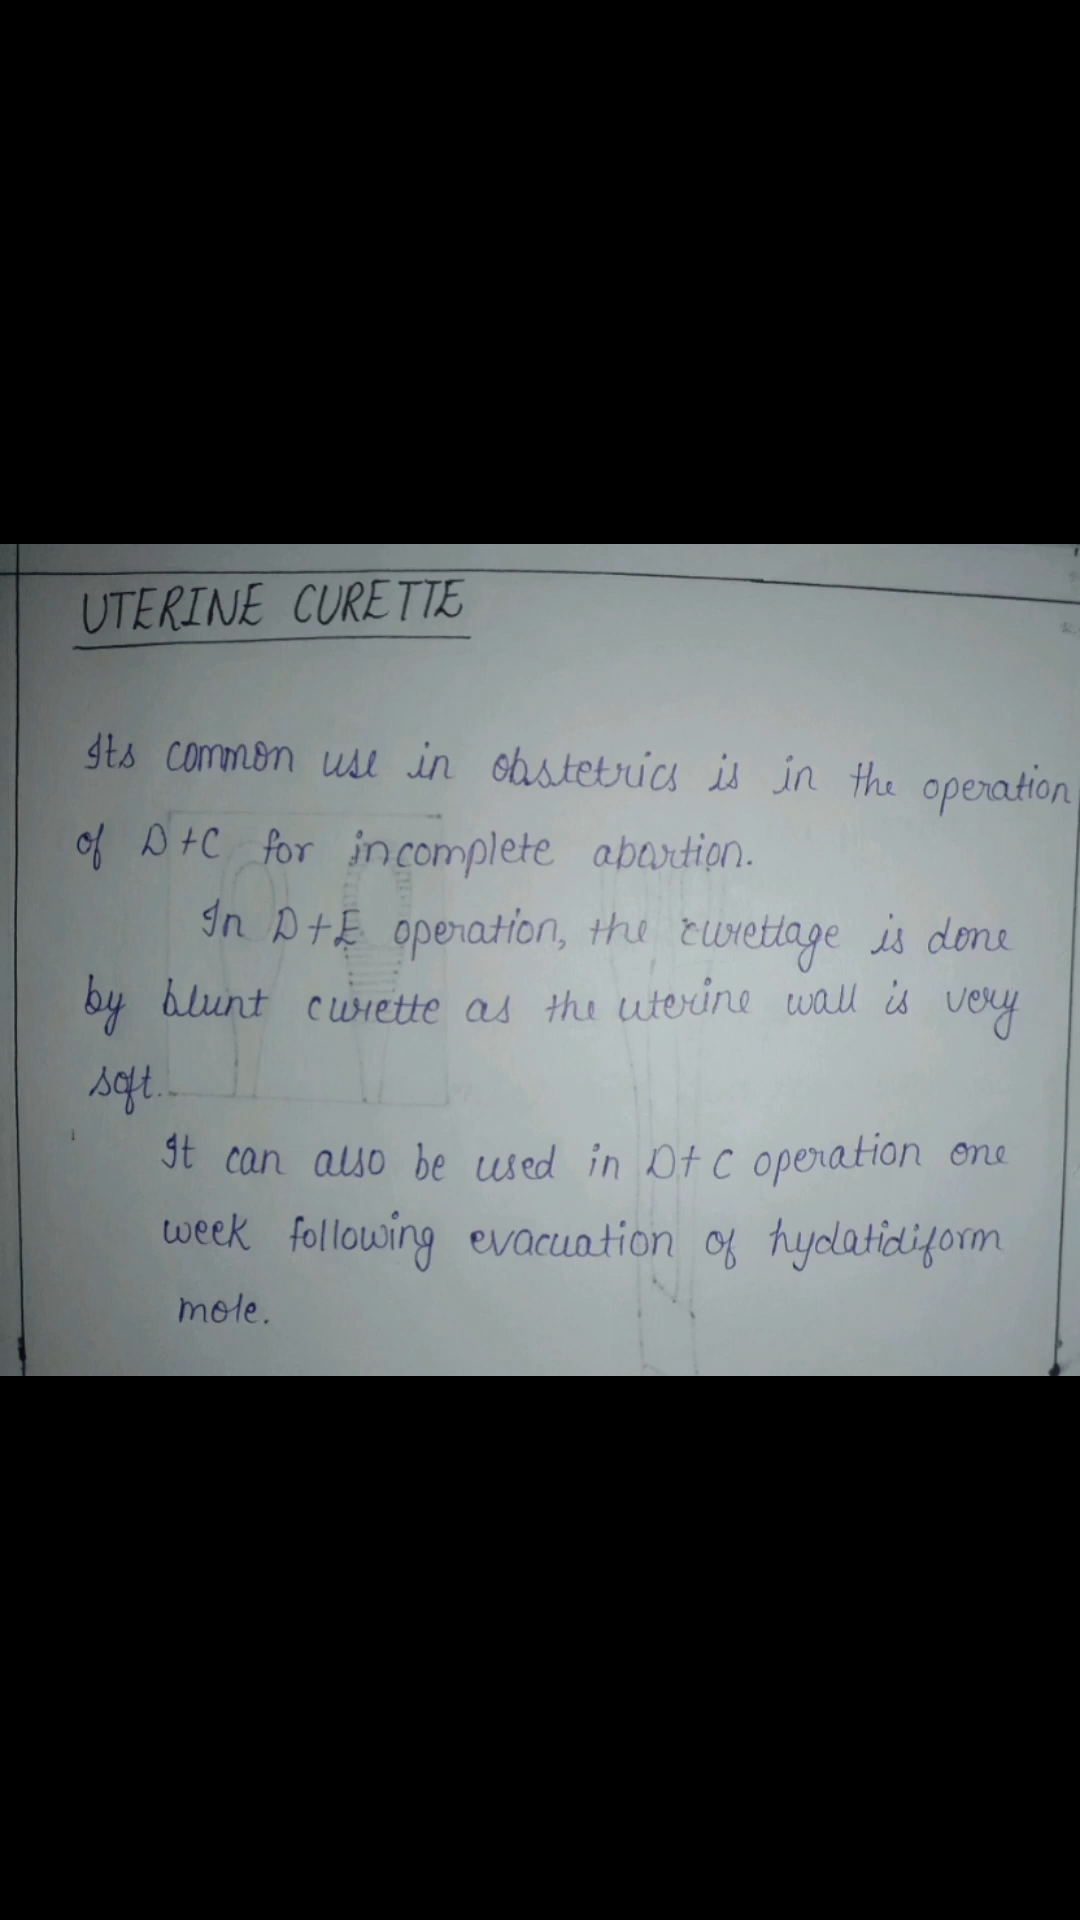 UTERINE CURETTE
Its common use in obstetrics is in the operation
of D+C for incomplete abortion.
In D+E operation, the curettage is done
by blunt curette as the uterine wall is very
soft.
It can also be used in D+C operation one
week following evacuation of hydatidiform
mole.